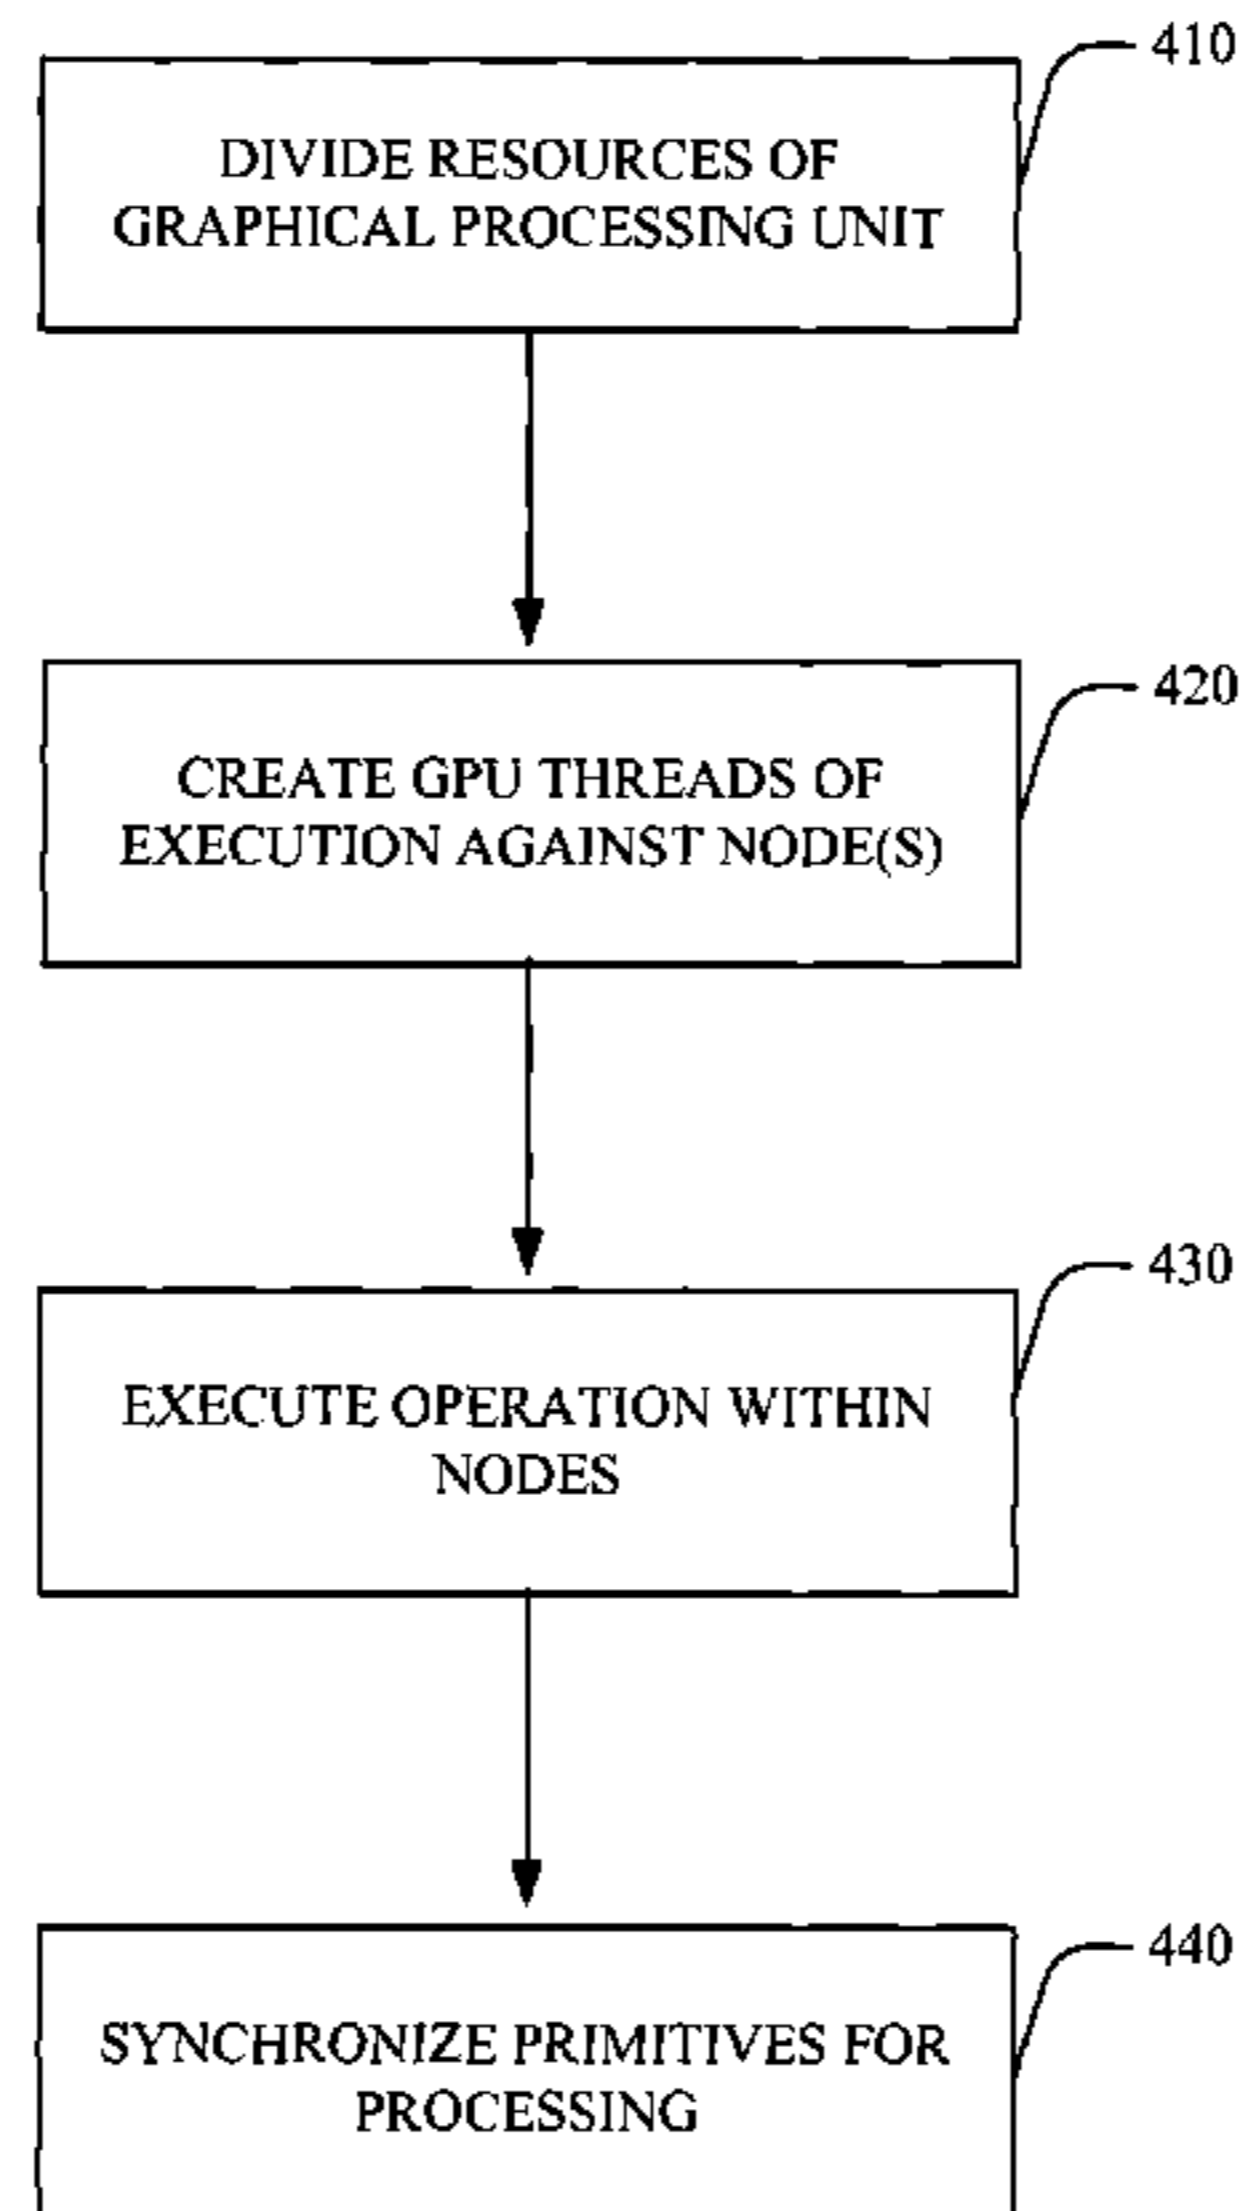 410
DIVIDE RESOURCES OF
GRAPHICAL PROCESSING UNIT
420
CREATE GPU THREADS OF
EXECUTION AGAINST NODE(S)
430
EXECUTE OPERATION WITHIN
NODES
440
SYNCHRONIZE PRIMITIVES FOR
PROCESSING